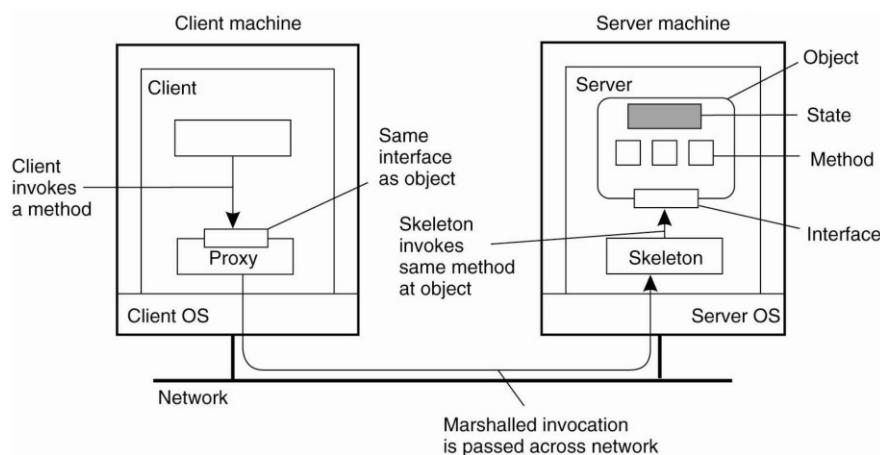 Client machine
Server machine
Object
Client
Server
State
Same
interface
as object
Client
invokes
a method
Method
Skeleton
invokes
same method
at object
Interface
Proxy
Skeleton
Client OS
Server OS
Network
Marshalled invocation
is passed across network